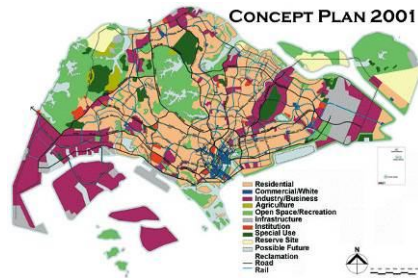 CONCEPT PLAN 2001
Residential
Commercial/White
Industry/Business
Agriculture
Open Space/Recreation
Infrastructure
Institution
Special Use
Reserve Site
Possible Future
Reclamation
Road
Rail